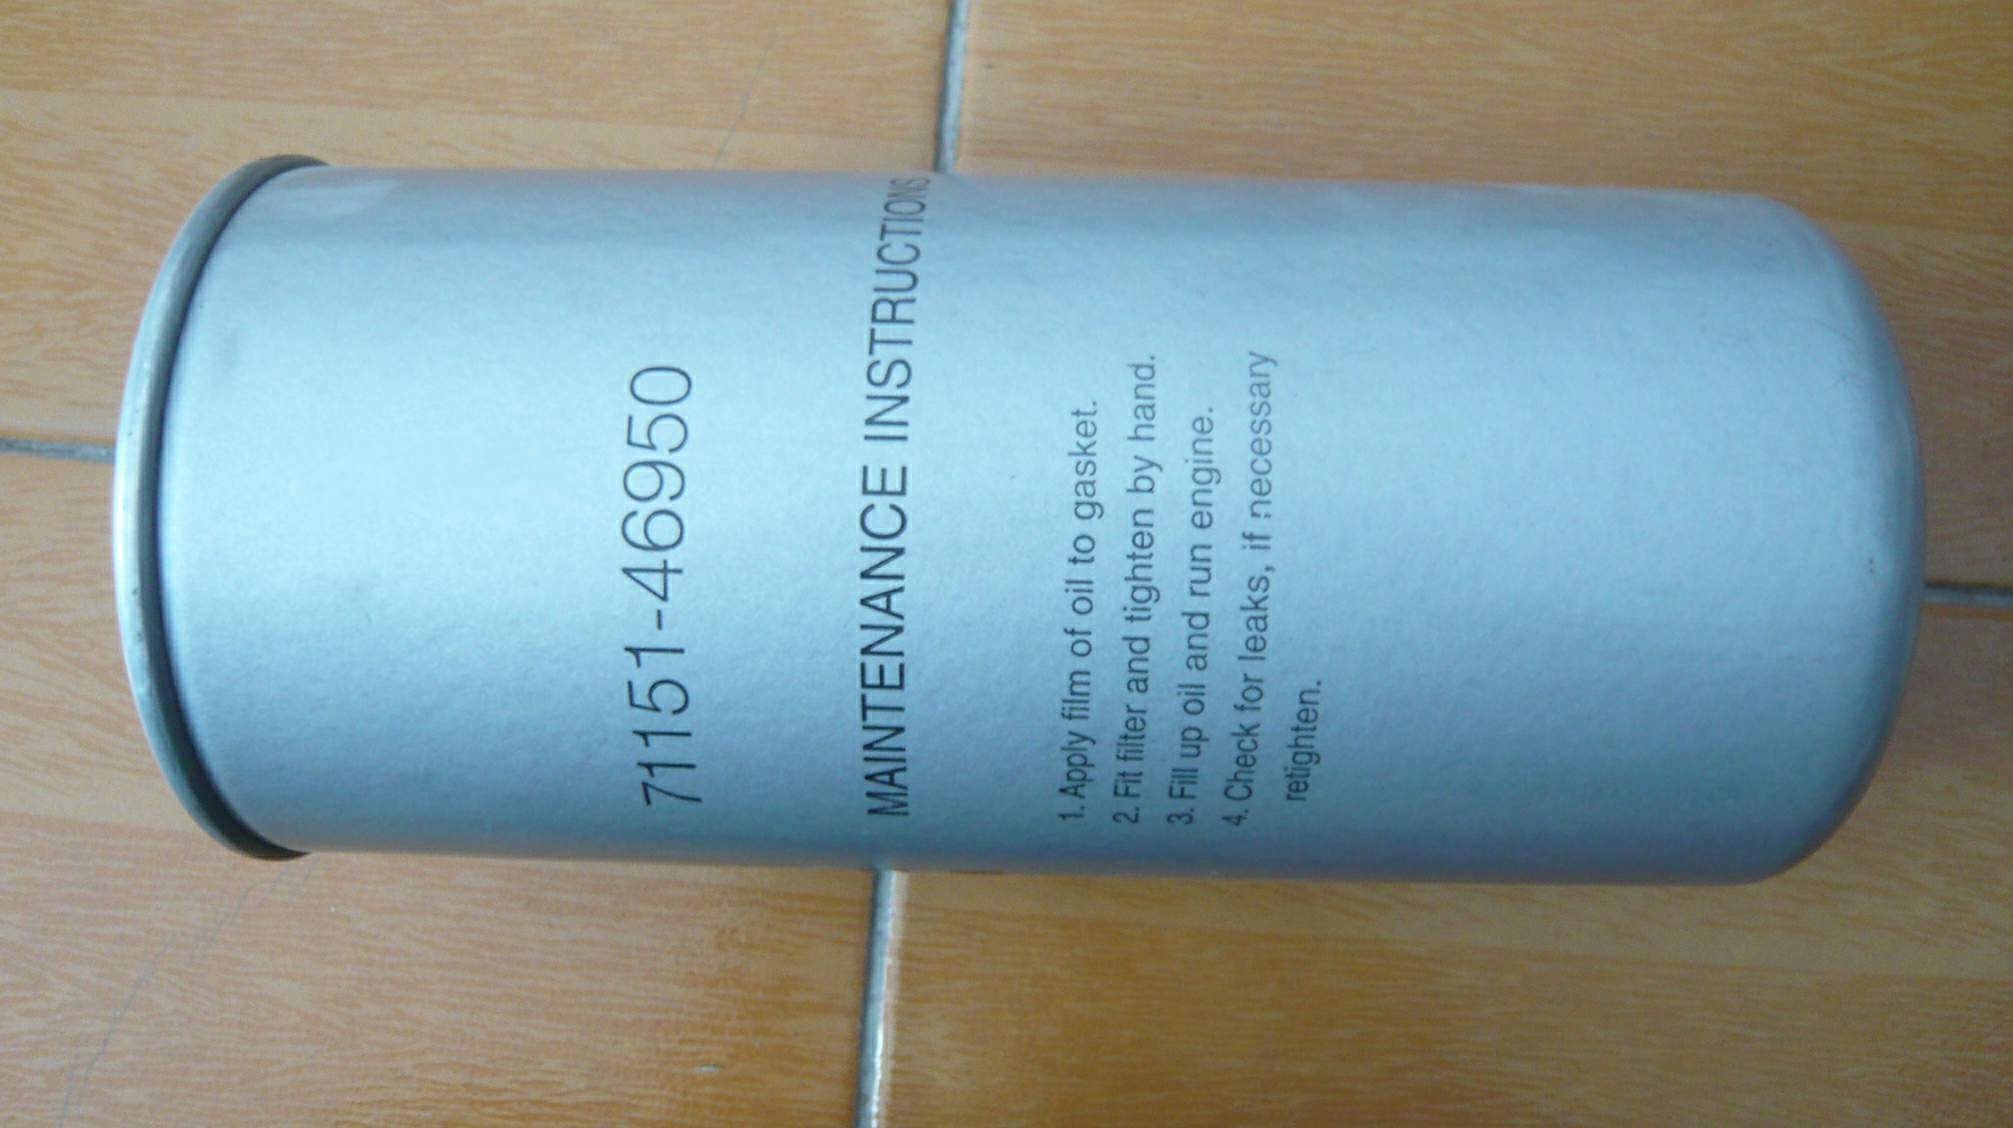 71151-46950
MAINTENANCE INSTRUCTIONS
1. Apply film of oil to gasket.
2. Fit filter and tighten by hand.
3. Fill up oil and run engine.
4. Check for leaks, if necessary
retighten.